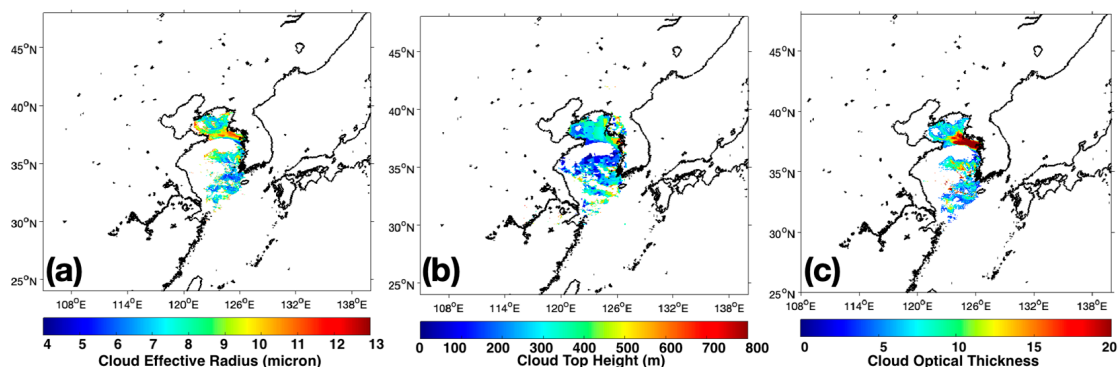 45°N
40°N
35°N
30°N
25°N
(a)
108°E 114°E 120°E 126°E 132°E 138°E
4 5 6 7 8 9 10 11 12 13
Cloud Effective Radius (micron)
45°N
40°N
35°N
30°N
25°N
(b)
108°E 114°E 120°E 126°E 132°E 138°E
0 100 200 300 400 500 600 700 800
Cloud Top Height (m)
45°N
40°N
35°N
30°N
25°N
(c)
108°E 114°E 120°E 126°E 132°E 138°E
0 5 10 15 20
Cloud Optical Thickness